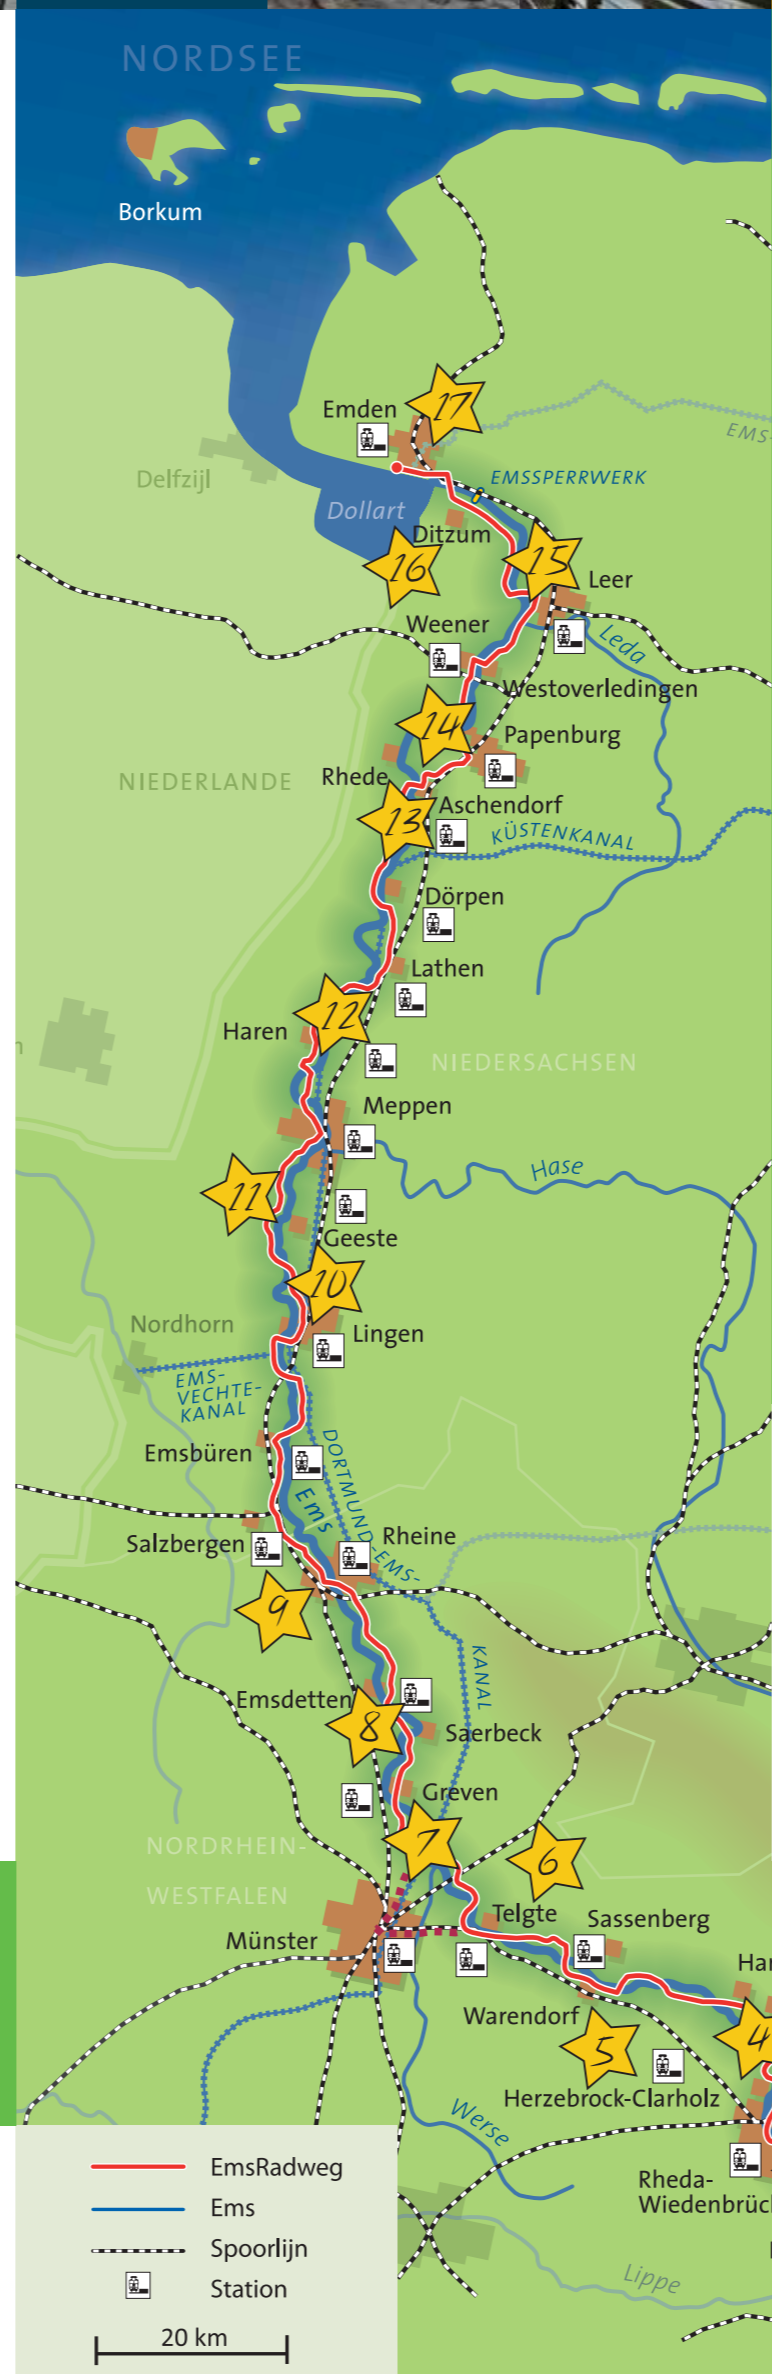 NORDSEE
Borkum
Emden
17
EMS-
EMSSPERRWERK
Delfzijl
Dollart
Ditzum
16
15
Leer
Weener
Leda
Westoverledingen
14
Papenburg
NIEDERLANDE
Rhede
Aschendorf
13
KÜSTENKANAL
Dörpen
Lathen
12
Haren
n
NIEDERSACHSEN
Meppen
Hase
11
Geeste
10
Nordhorn
Lingen
EMS-
VECHTE-
KANAL
Emsbüren
DORTMUND-EMS-
KANAL
Ems
Salzbergen
Rheine
9
Emsdetten
8
Saerbeck
Greven
7
6
NORDRHEIN-
WESTFALEN
Telgte
Sassenberg
Münster
Har
Warendorf
5
4
Herzebrock-Clarholz
Werse
Rheda-
Wiedenbrüc
Lippe
EmsRadweg
Ems
Spoorlijn
Station
20 km